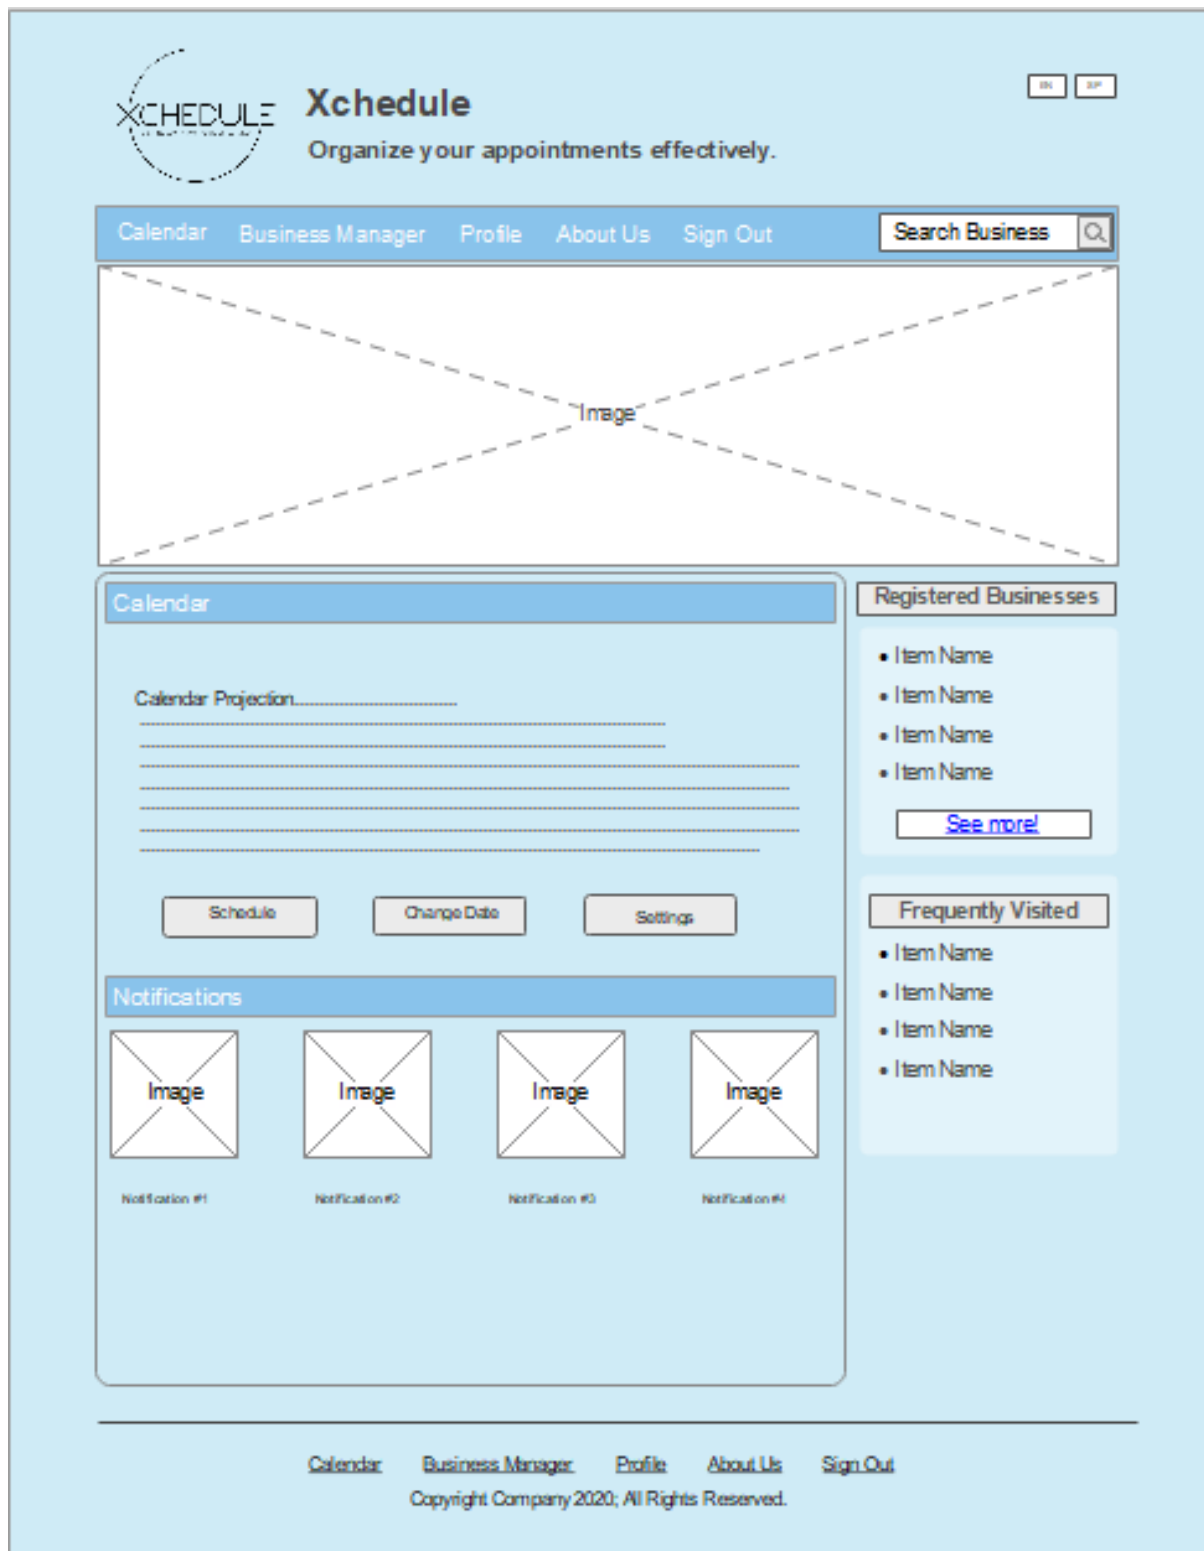 XCHEDULE
Xchedule
Organize your appointments effectively.
EN
Calendar Business Manager Profile About Us Sign Out Search Business
Image
Calendar
Calendar Projection
Schedule Change Date Settings
Notifications
Image Image Image Image
Notification #1 Notification #2 Notification #3 Notification #4
Registered Businesses
• Item Name
• Item Name
• Item Name
• Item Name
See more!
Frequently Visited
• Item Name
• Item Name
• Item Name
• Item Name
Calendar Business Manager Profile About Us Sign Out
Copyright Company 2020; All Rights Reserved.